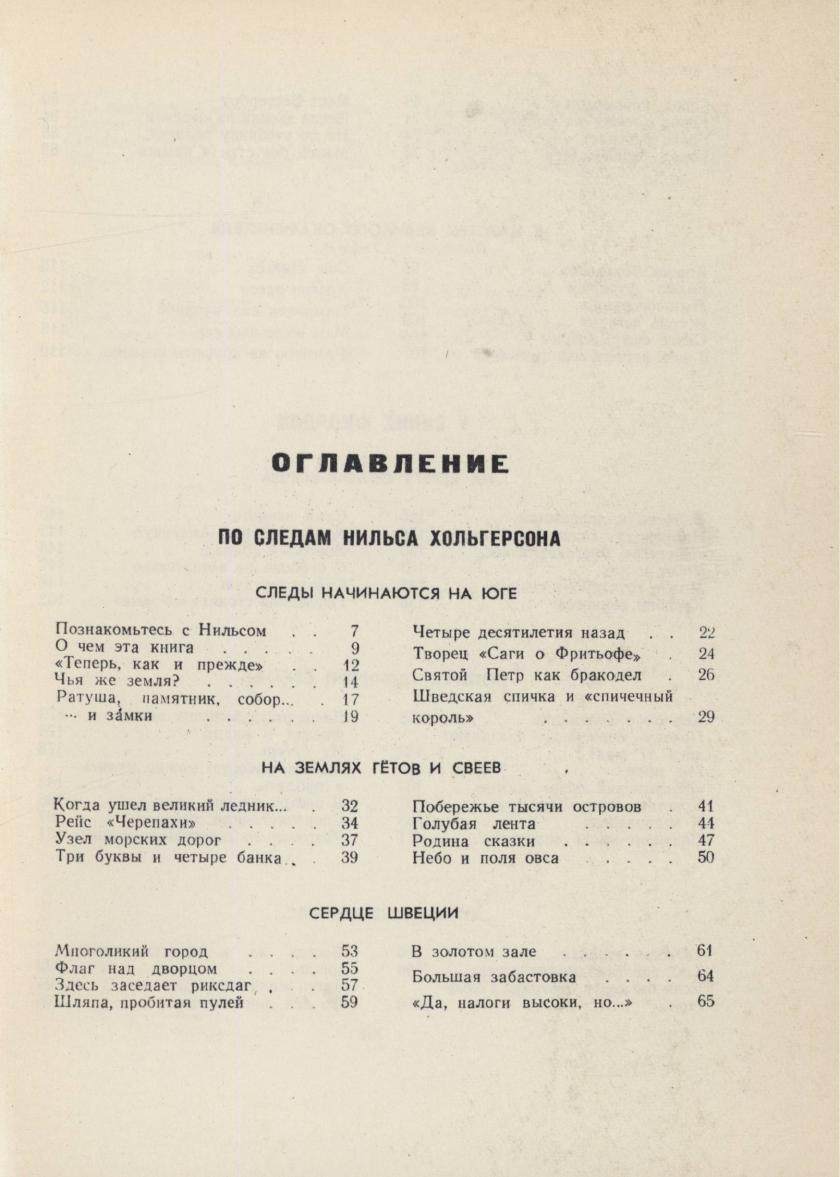 ОГЛАВЛЕНИЕ
ПО СЛЕДАМ НИЛЬСА ХОЛЬГЕРСОНА
СЛЕДЫ НАЧИНАЮТСЯ НА ЮГЕ
Познакомьтесь с Нильсом . . 7
О чем эта книга . . . . . 9
«Теперь, как и прежде» . . 12
Чья же земля? . . . . . . 14
Ратуша, памятник, собор... . 17
... и за́мки . . . . . . 19
Четыре десятилетия назад . . 22
Творец «Саги о Фритьофе» . 24
Святой Петр как бракодел . 26
Шведская спичка и «спичечный
король» . . . . . . . 29
НА ЗЕМЛЯХ ГЁТОВ И СВЕЕВ
Когда ушел великий ледник... . 32
Рейс «Черепахи» . . . . . 34
Узел морских дорог . . . . 37
Три буквы и четыре банка . . 39
Побережье тысячи островов . 41
Голубая лента . . . . . 44
Родина сказки . . . . . . 47
Небо и поля овса . . . . . 50
СЕРДЦЕ ШВЕЦИИ
Многоликий город . . . . 53
Флаг над дворцом . . . . 55
Здесь заседает риксдаг . . . 57
Шляпа, пробитая пулей . . . 59
В золотом зале . . . . . . 61
Большая забастовка . . . . 64
«Да, налоги высоки, но...» . 65